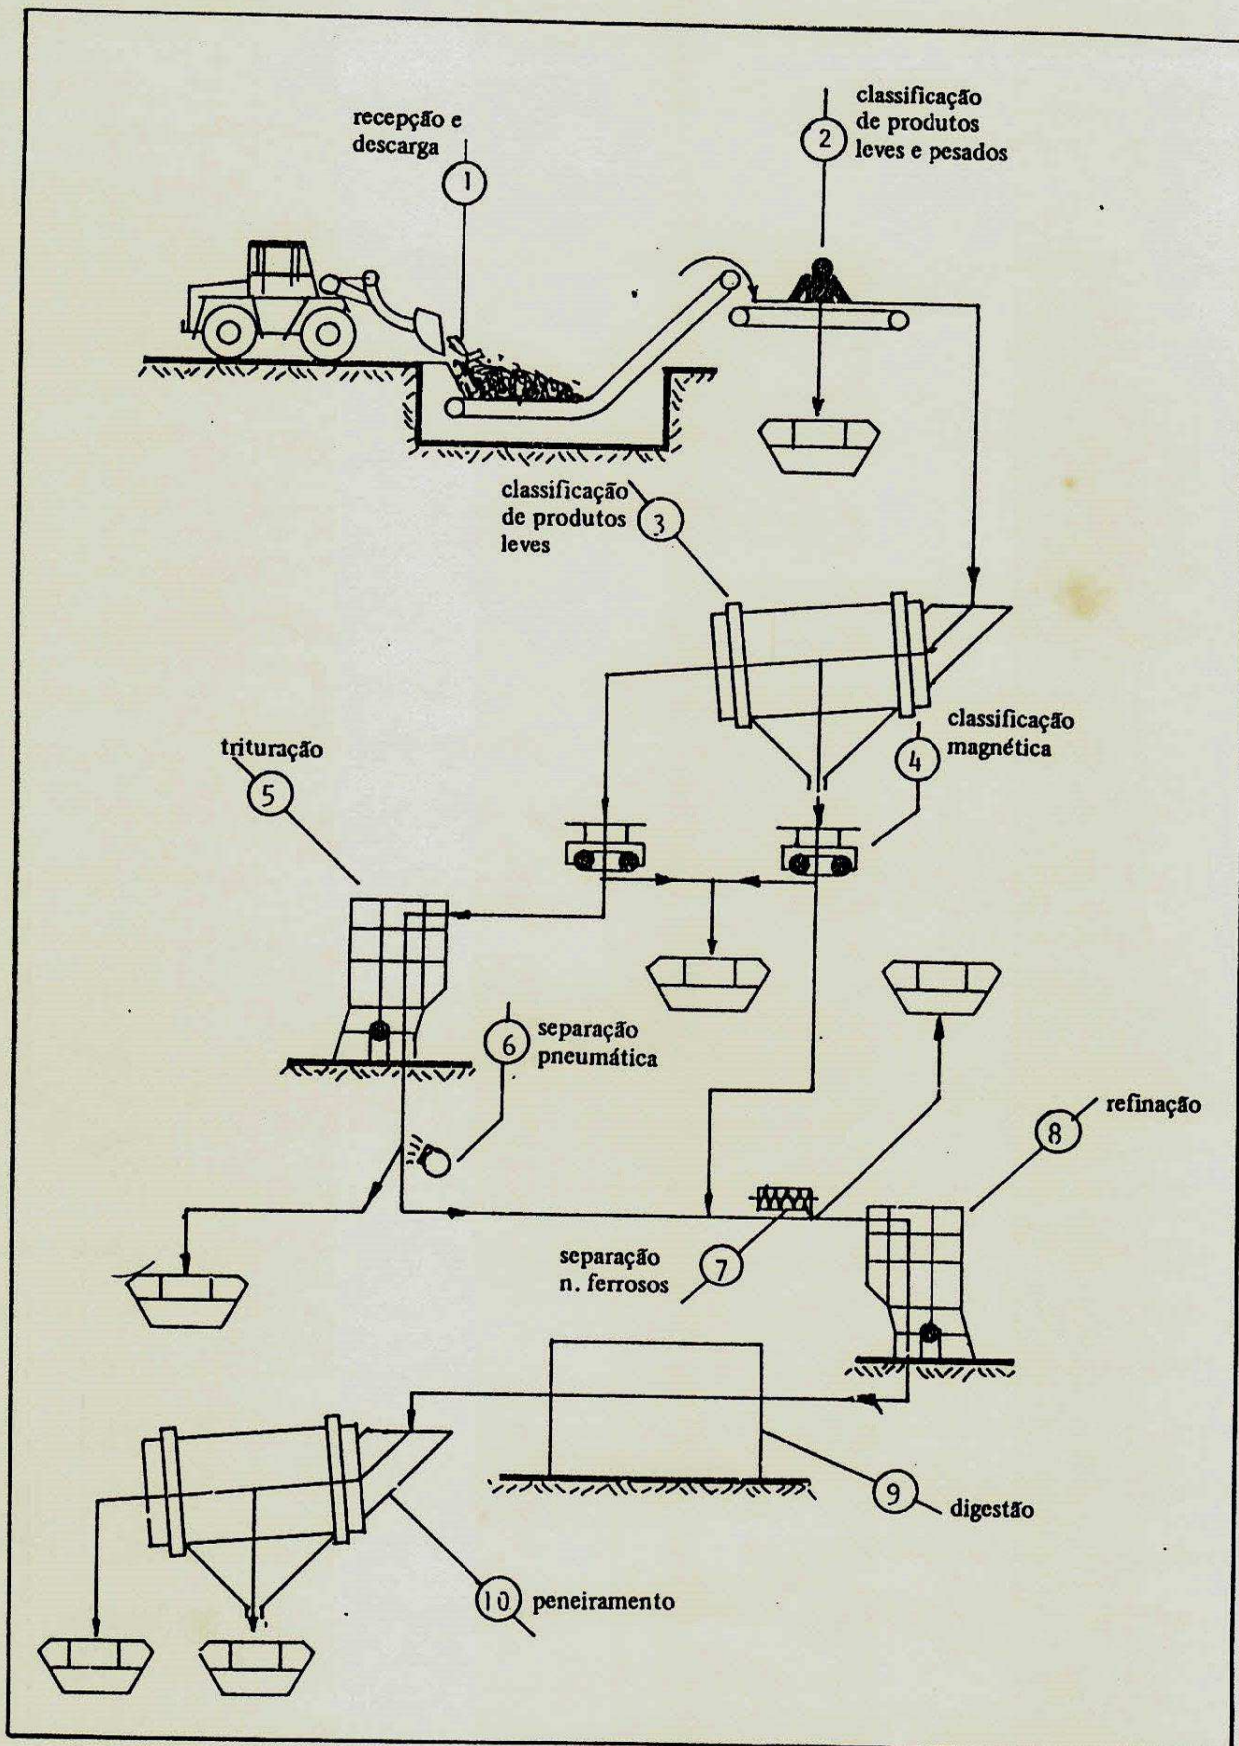 recepção e
descarga
1
2
classificação
de produtos
leves e pesados
classificação
de produtos
leves
3
classificação
magnética
4
trituração
5
6
separação
pneumática
refinação
8
separação
n. ferrosos
7
9
digestão
10
peneiramento